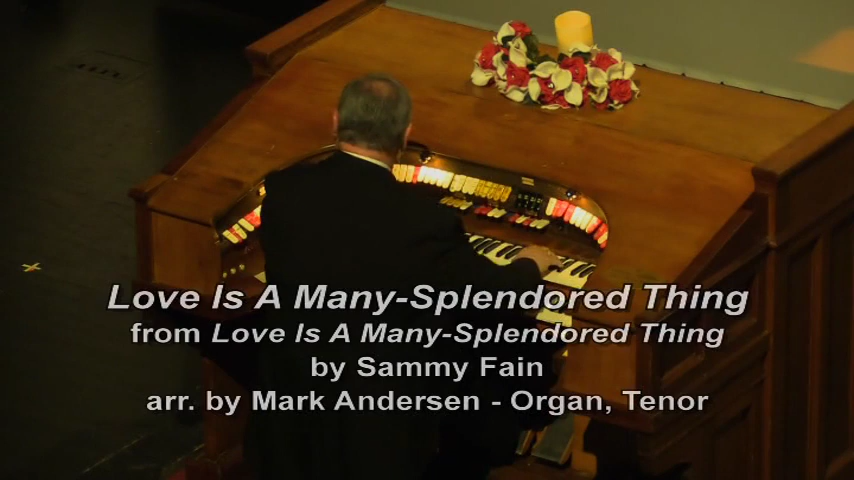 Love Is A Many-Splendored Thing
from Love Is A Many-Splendored Thing
by Sammy Fain
arr. by Mark Andersen - Organ, Tenor